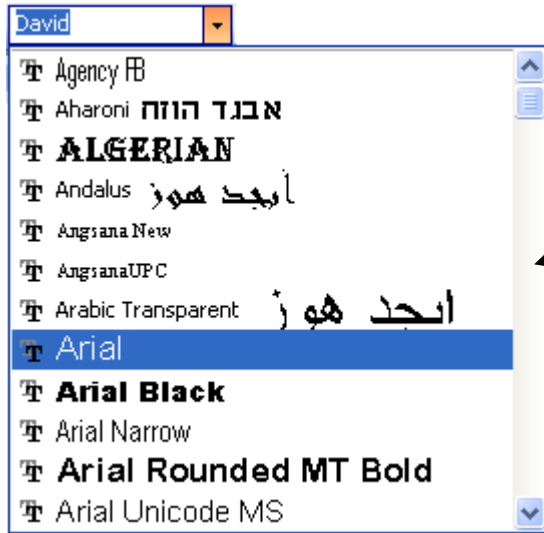 David
Agency FB
Aharoni אבגד הווז
ALGERIAN
Andalus أبجد هوز
Angsana New
AngsanaUPC
Arabic Transparent ابجد هوز
Arial
Arial Black
Arial Narrow
Arial Rounded MT Bold
Arial Unicode MS